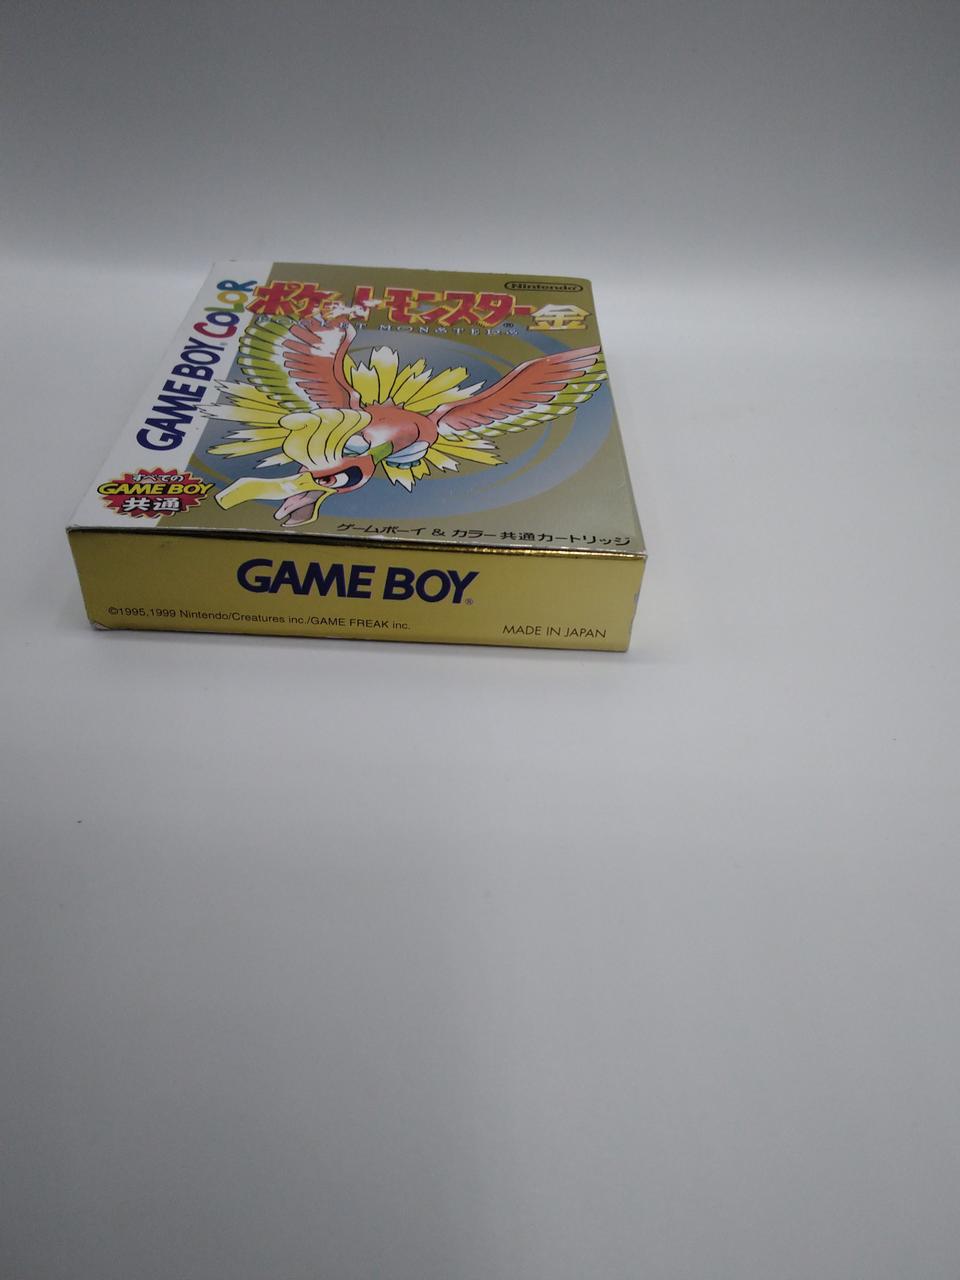 Nintendo
ポケットモンスター金
POCKET MONSTERS
GAME BOY COLOR
すべての
GAME BOY
共通
ゲームボーイ & カラー共通カートリッジ
GAME BOY®
©1995,1999 Nintendo/Creatures inc./GAME FREAK inc.
MADE IN JAPAN